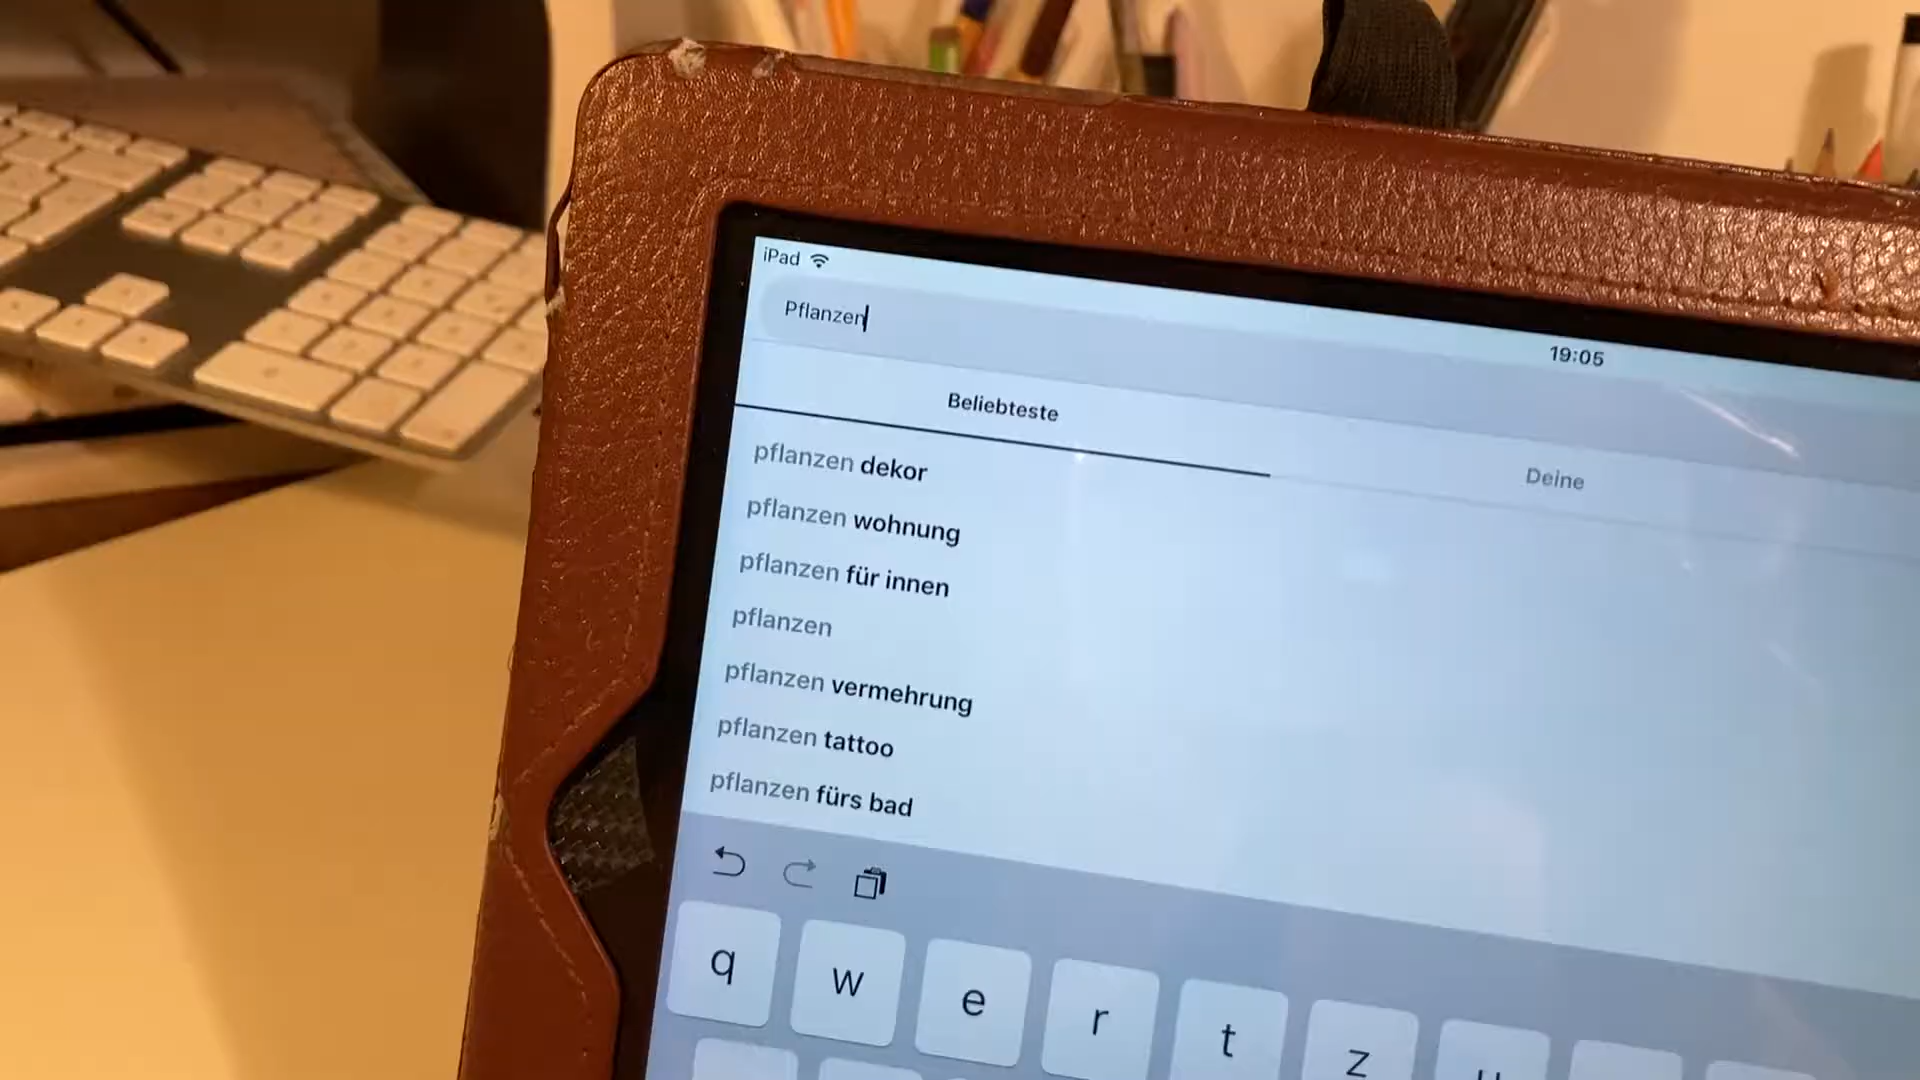 iPad
19:05
Pflanzen
Beliebteste
Deine
pflanzen dekor
pflanzen wohnung
pflanzen für innen
pflanzen
pflanzen vermehrung
pflanzen tattoo
pflanzen fürs bad
q w e r t z